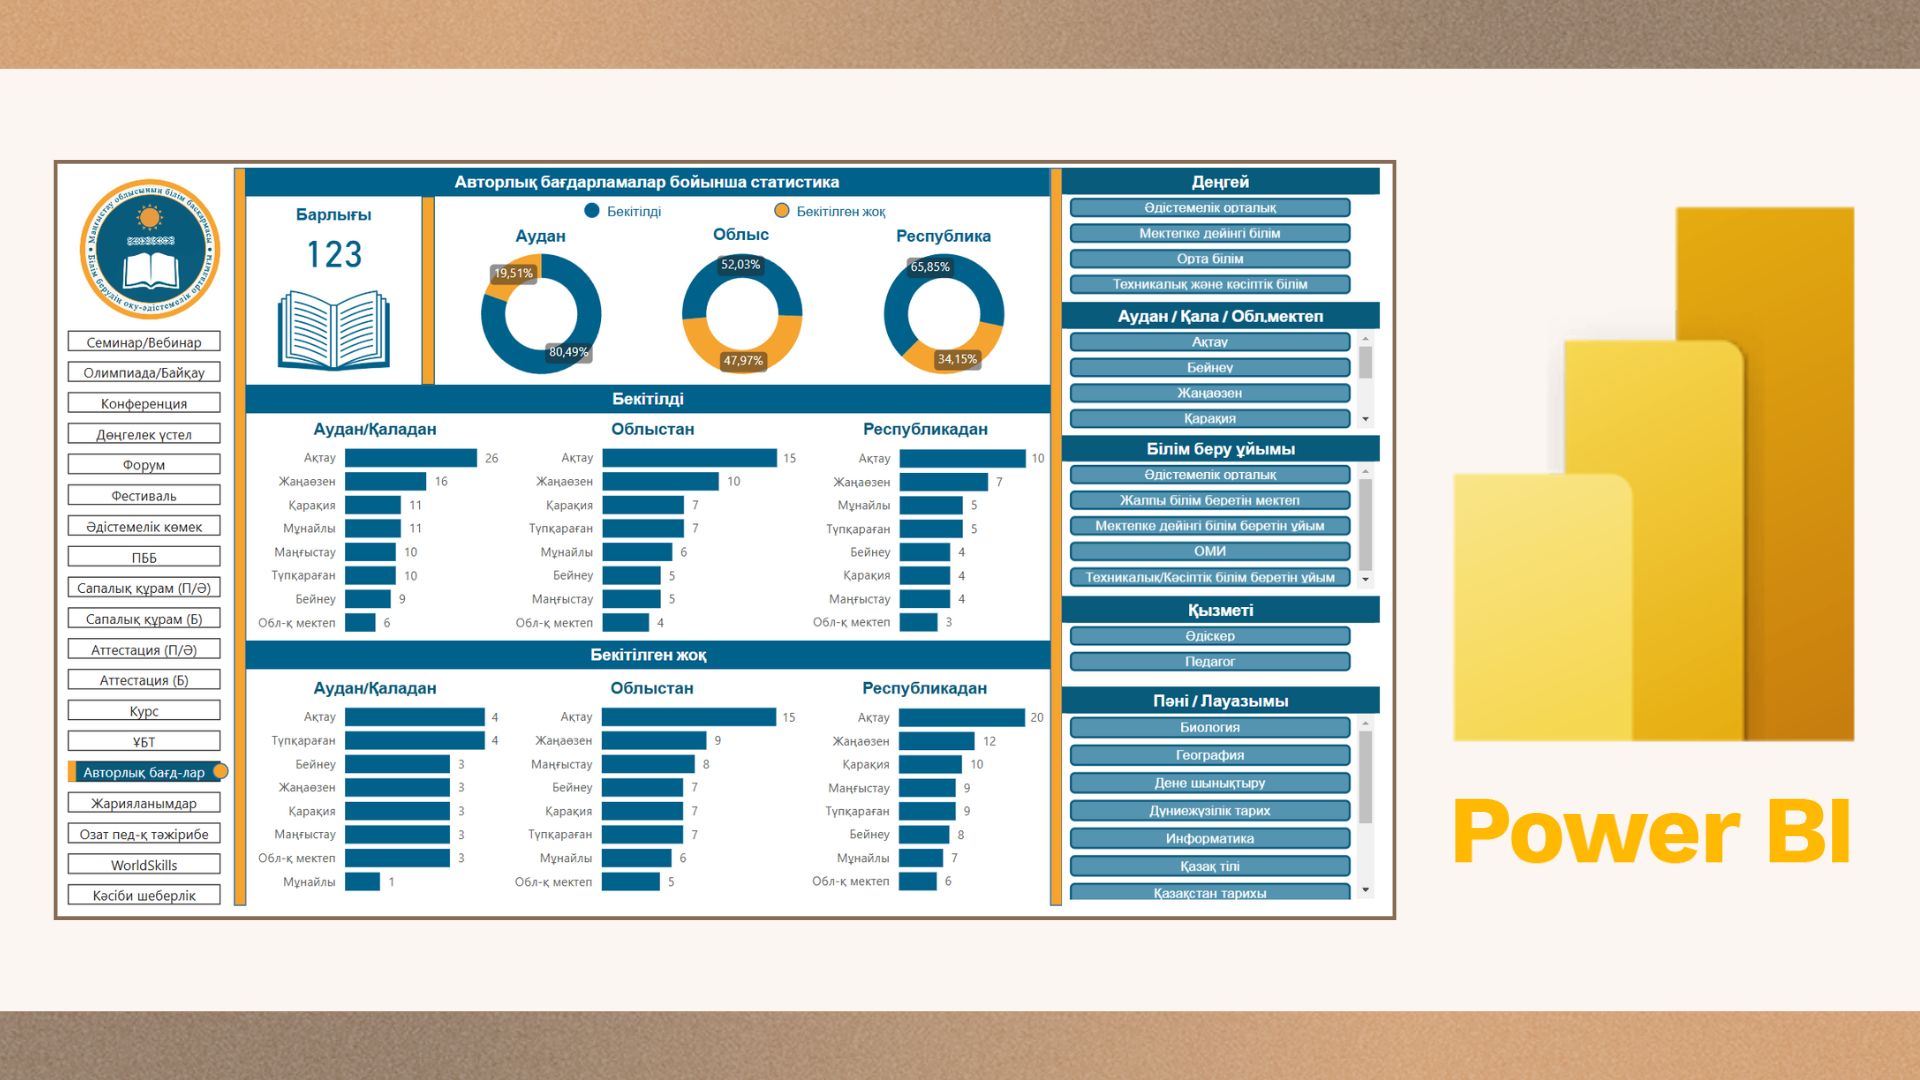 Маңғыстау облысының білім басқармасы
Білім берудің оқу-әдістемелік орталығы
Семинар/Вебинар
Олимпиада/Байқау
Конференция
Дөңгелек үстел
Форум
Фестиваль
Әдістемелік көмек
ПББ
Сапалық құрам (П/Ә)
Сапалық құрам (Б)
Аттестация (П/Ә)
Аттестация (Б)
Курс
ҰБТ
Авторлық бағд-лар
Жарияланымдар
Озат пед-қ тәжірибе
WorldSkills
Кәсіби шеберлік
Авторлық бағдарламалар бойынша статистика
Барлығы
123
Бекітілді
Бекітілген жоқ
Аудан
19,51%
80,49%
Облыс
52,03%
47,97%
Республика
65,85%
34,15%
Бекітілді
Аудан/Қаладан
Ақтау 26
Жаңаөзен 16
Қарақия 11
Мұнайлы 11
Маңғыстау 10
Түпқараған 10
Бейнеу 9
Обл-қ мектеп 6
Облыстан
Ақтау 15
Жаңаөзен 10
Қарақия 7
Түпқараған 7
Мұнайлы 6
Бейнеу 5
Маңғыстау 5
Обл-қ мектеп 4
Республикадан
Ақтау 10
Жаңаөзен 7
Мұнайлы 5
Түпқараған 5
Бейнеу 4
Қарақия 4
Маңғыстау 4
Обл-қ мектеп 3
Бекітілген жоқ
Аудан/Қаладан
Ақтау 4
Түпқараған 4
Бейнеу 3
Жаңаөзен 3
Қарақия 3
Маңғыстау 3
Обл-қ мектеп 3
Мұнайлы 1
Облыстан
Ақтау 15
Жаңаөзен 9
Маңғыстау 8
Бейнеу 7
Қарақия 7
Түпқараған 7
Мұнайлы 6
Обл-қ мектеп 5
Республикадан
Ақтау 20
Жаңаөзен 12
Қарақия 10
Маңғыстау 9
Түпқараған 9
Бейнеу 8
Мұнайлы 7
Обл-қ мектеп 6
Деңгей
Әдістемелік орталық
Мектепке дейінгі білім
Орта білім
Техникалық және кәсіптік білім
Аудан / Қала / Обл.мектеп
Ақтау
Бейнеу
Жаңаөзен
Қарақия
Білім беру ұйымы
Әдістемелік орталық
Жалпы білім беретін мектеп
Мектепке дейінгі білім беретін ұйым
ОМИ
Техникалық/Кәсіптік білім беретін ұйым
Қызметі
Әдіскер
Педагог
Пәні / Лауазымы
Биология
География
Дене шынықтыру
Дүниежүзілік тарих
Информатика
Қазақ тілі
Қазақстан тарихы
Power BI